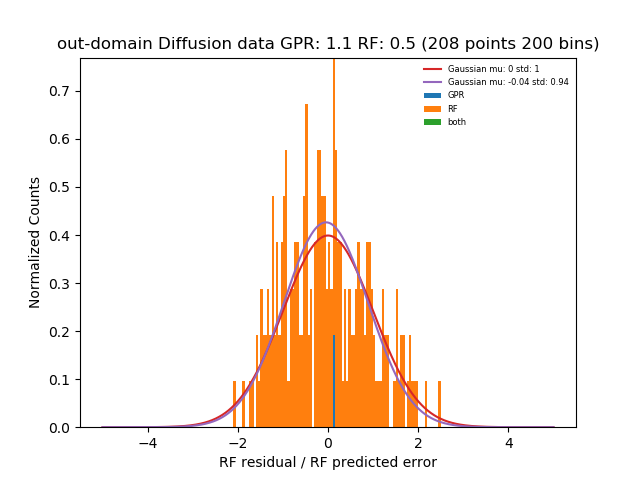 out-domain Diffusion data GPR: 1.1 RF: 0.5 (208 points 200 bins)
Gaussian mu: 0 std: 1
Gaussian mu: -0.04 std: 0.94
GPR
RF
both
Normalized Counts
0.7
0.6
0.5
0.4
0.3
0.2
0.1
0.0
−4
−2
0
2
4
RF residual / RF predicted error